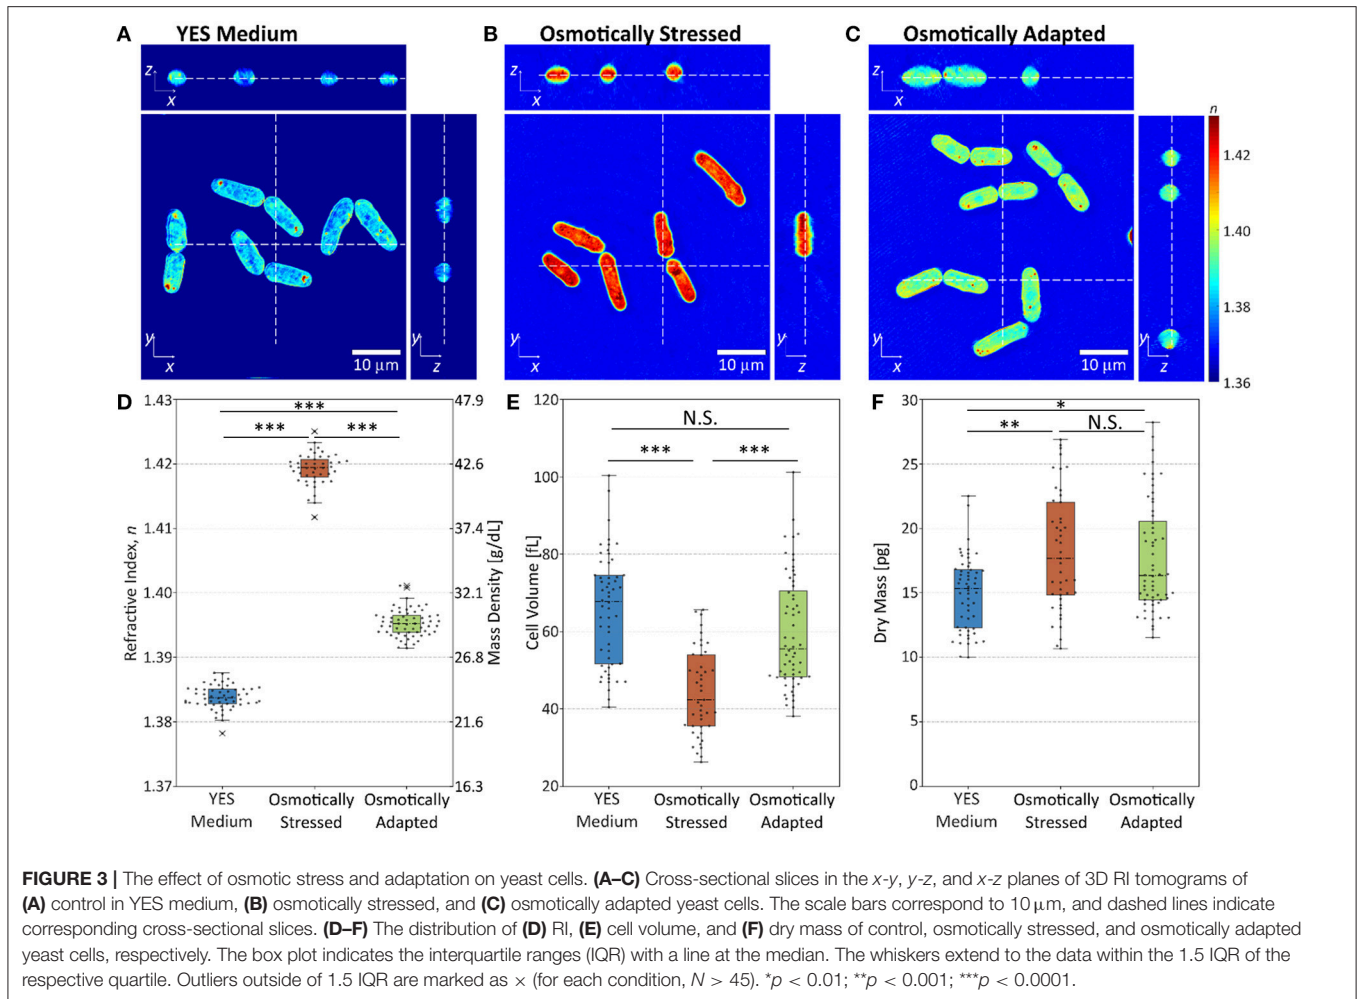 A YES Medium
B Osmotically Stressed
C Osmotically Adapted
z
x
z
x
z
x
y
x
10 µm
y
z
y
x
10 µm
y
z
y
x
10 µm
y
z
n
1.42
1.40
1.38
1.36
D
1.43
1.42
1.41
1.40
1.39
1.38
1.37
Refractive Index, n
***
*** ***
47.9
42.6
37.4
32.1
26.8
21.6
16.3
Mass Density [g/dL]
YES Medium
Osmotically Stressed
Osmotically Adapted
E
120
100
80
60
40
20
Cell Volume [fL]
N.S.
*** ***
YES Medium
Osmotically Stressed
Osmotically Adapted
F
30
25
20
15
10
5
0
Dry Mass [pg]
*
** N.S.
YES Medium
Osmotically Stressed
Osmotically Adapted
FIGURE 3 | The effect of osmotic stress and adaptation on yeast cells. (A–C) Cross-sectional slices in the x-y, y-z, and x-z planes of 3D RI tomograms of
(A) control in YES medium, (B) osmotically stressed, and (C) osmotically adapted yeast cells. The scale bars correspond to 10 µm, and dashed lines indicate
corresponding cross-sectional slices. (D–F) The distribution of (D) RI, (E) cell volume, and (F) dry mass of control, osmotically stressed, and osmotically adapted
yeast cells, respectively. The box plot indicates the interquartile ranges (IQR) with a line at the median. The whiskers extend to the data within the 1.5 IQR of the
respective quartile. Outliers outside of 1.5 IQR are marked as × (for each condition, N > 45). *p < 0.01; **p < 0.001; ***p < 0.0001.